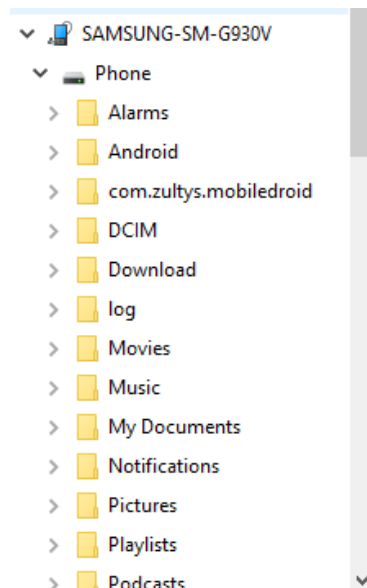 SAMSUNG-SM-G930V
Phone
Alarms
Android
com.zultys.mobiledroid
DCIM
Download
log
Movies
Music
My Documents
Notifications
Pictures
Playlists
Podcasts